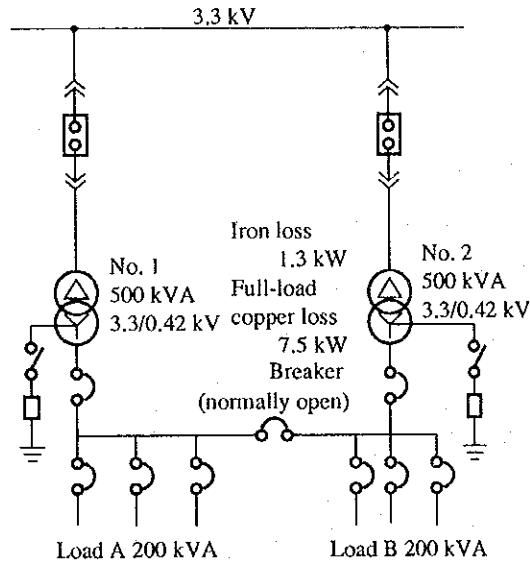 3.3 kV
No. 1
500 kVA
3.3/0.42 kV
Iron loss
1.3 kW
Full-load
copper loss
7.5 kW
Breaker
(normally open)
No. 2
500 kVA
3.3/0.42 kV
Load A 200 kVA
Load B 200 kVA